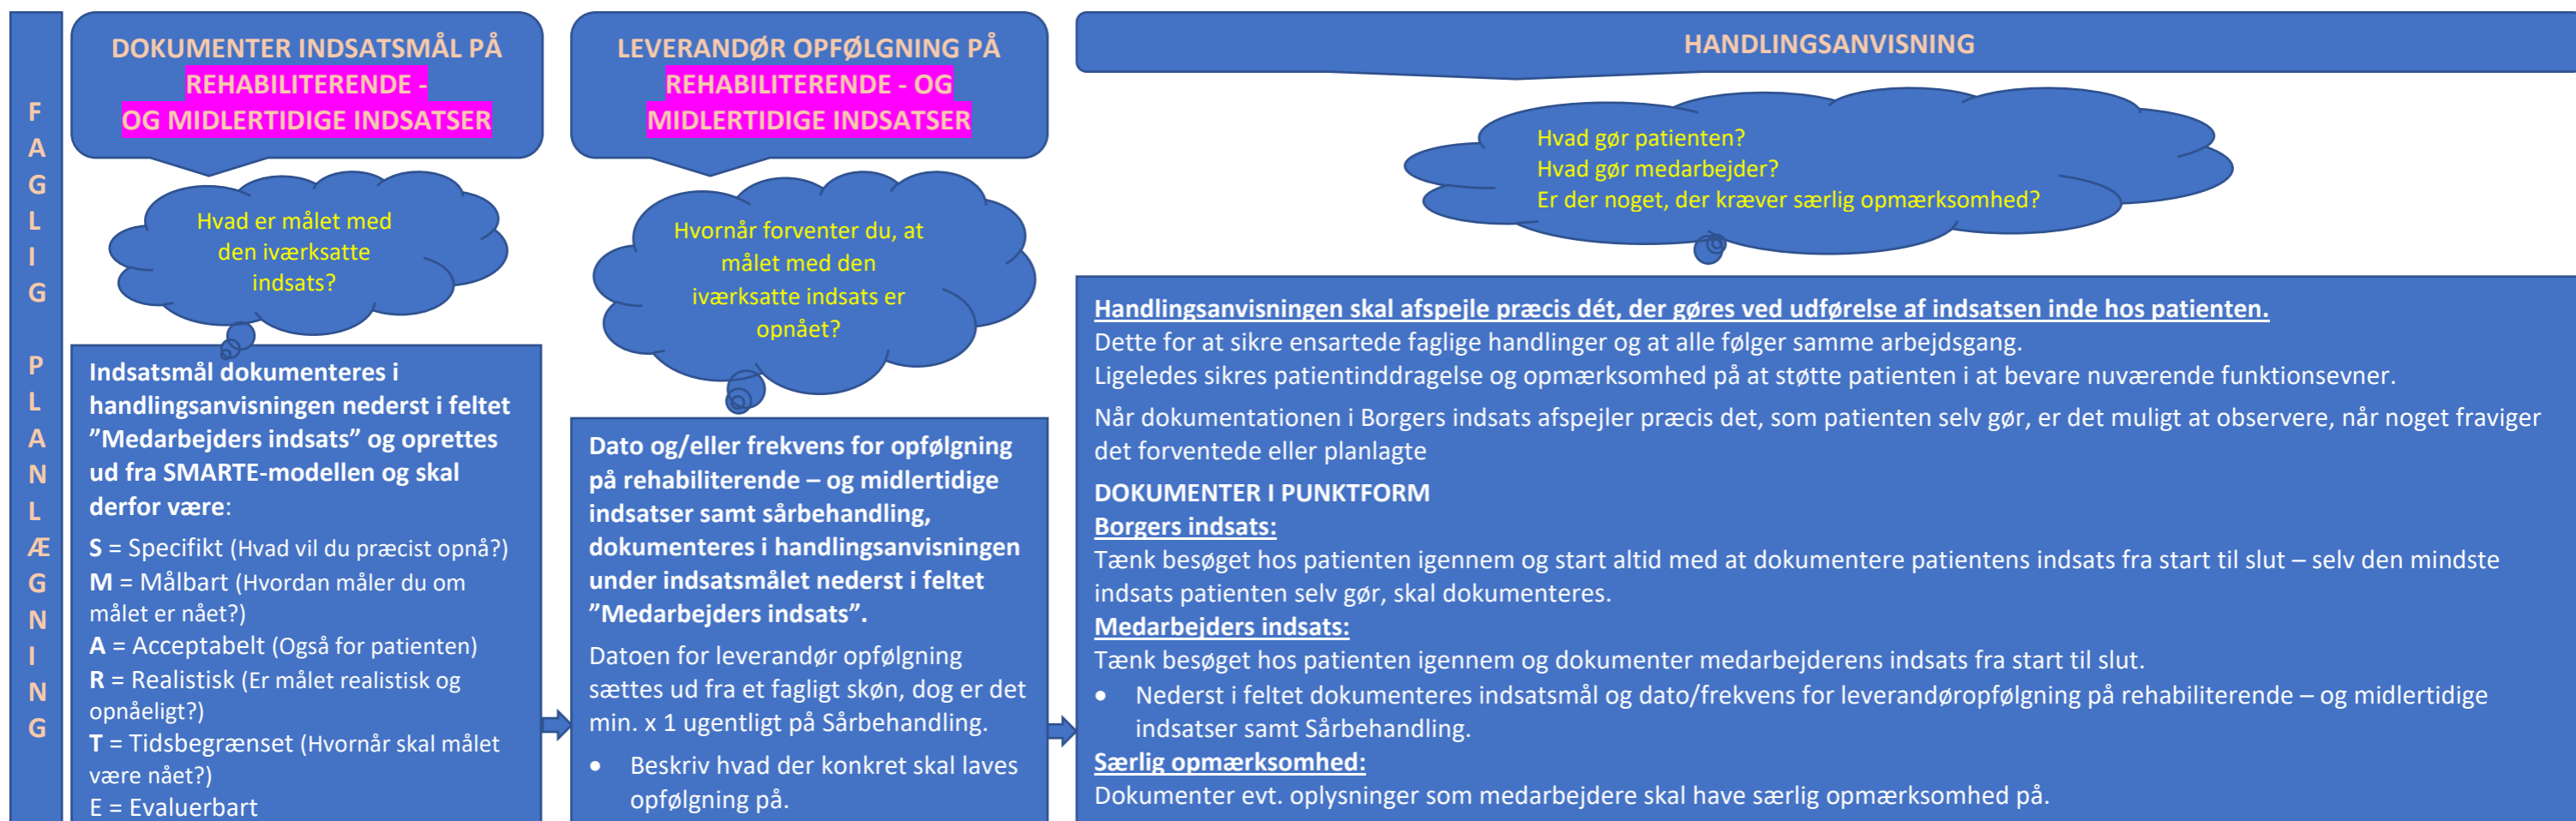 FAGLIG PLANLÆGNING
DOKUMENTER INDSATSMÅL PÅ
REHABILITERENDE -
OG MIDLERTIDIGE INDSATSER
Hvad er målet med
den iværksatte
indsats?
Indsatsmål dokumenteres i
handlingsanvisningen nederst i feltet
”Medarbejders indsats” og oprettes
ud fra SMARTE-modellen og skal
derfor være:
S = Specifikt (Hvad vil du præcist opnå?)
M = Målbart (Hvordan måler du om
målet er nået?)
A = Acceptabelt (Også for patienten)
R = Realistisk (Er målet realistisk og
opnåeligt?)
T = Tidsbegrænset (Hvornår skal målet
være nået?)
E = Evaluerbart
LEVERANDØR OPFØLGNING PÅ
REHABILITERENDE - OG
MIDLERTIDIGE INDSATSER
Hvornår forventer du, at
målet med den
iværksatte indsats er
opnået?
Dato og/eller frekvens for opfølgning
på rehabiliterende – og midlertidige
indsatser samt sårbehandling,
dokumenteres i handlingsanvisningen
under indsatsmålet nederst i feltet
”Medarbejders indsats”.
Datoen for leverandør opfølgning
sættes ud fra et fagligt skøn, dog er det
min. x 1 ugentligt på Sårbehandling.
• Beskriv hvad der konkret skal laves
opfølgning på.
HANDLINGSANVISNING
Hvad gør patienten?
Hvad gør medarbejder?
Er der noget, der kræver særlig opmærksomhed?
Handlingsanvisningen skal afspejle præcis dét, der gøres ved udførelse af indsatsen inde hos patienten.
Dette for at sikre ensartede faglige handlinger og at alle følger samme arbejdsgang.
Ligeledes sikres patientinddragelse og opmærksomhed på at støtte patienten i at bevare nuværende funktionsevner.
Når dokumentationen i Borgers indsats afspejler præcis det, som patienten selv gør, er det muligt at observere, når noget fraviger
det forventede eller planlagte
DOKUMENTER I PUNKTFORM
Borgers indsats:
Tænk besøget hos patienten igennem og start altid med at dokumentere patientens indsats fra start til slut – selv den mindste
indsats patienten selv gør, skal dokumenteres.
Medarbejders indsats:
Tænk besøget hos patienten igennem og dokumenter medarbejderens indsats fra start til slut.
• Nederst i feltet dokumenteres indsatsmål og dato/frekvens for leverandøropfølgning på rehabiliterende – og midlertidige
indsatser samt Sårbehandling.
Særlig opmærksomhed:
Dokumenter evt. oplysninger som medarbejdere skal have særlig opmærksomhed på.